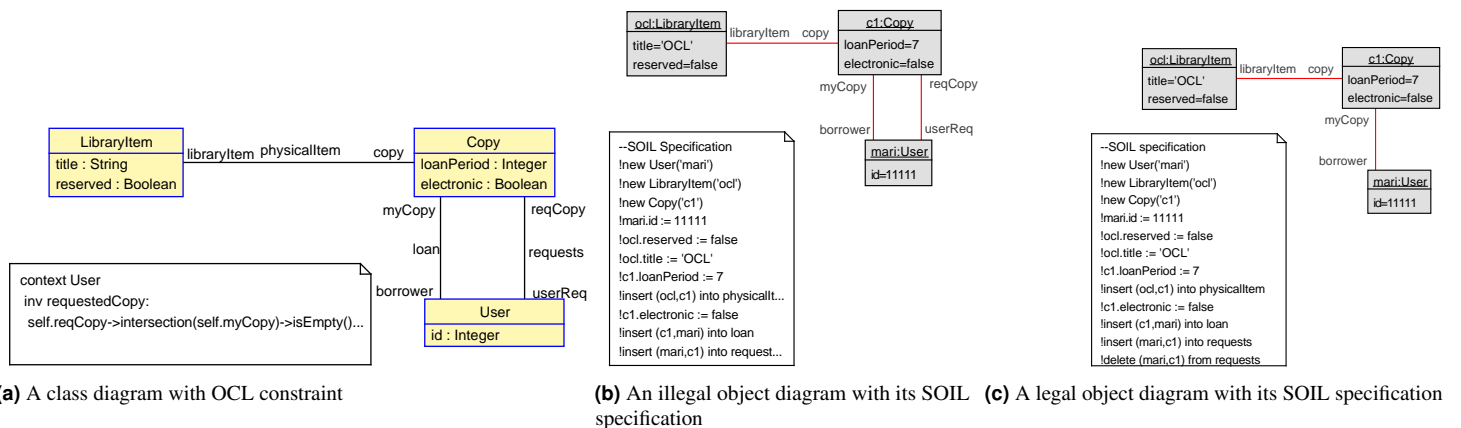 LibraryItem
title : String
reserved : Boolean
libraryItem physicalItem copy
Copy
loanPeriod : Integer
electronic : Boolean
myCopy
reqCopy
loan
requests
borrower
userReq
User
id : Integer
context User
inv requestedCopy:
self.reqCopy->intersection(self.myCopy)->isEmpty()...
(a) A class diagram with OCL constraint
ocl:LibraryItem
title='OCL'
reserved=false
libraryItem copy
c1:Copy
loanPeriod=7
electronic=false
myCopy
reqCopy
borrower
userReq
mari:User
id=11111
--SOIL Specification
!new User('mari')
!new LibraryItem('ocl')
!new Copy('c1')
!mari.id := 11111
!ocl.reserved := false
!ocl.title := 'OCL'
!c1.loanPeriod := 7
!insert (ocl,c1) into physicalIt...
!c1.electronic := false
!insert (c1,mari) into loan
!insert (mari,c1) into request...
(b) An illegal object diagram with its SOIL
specification
ocl:LibraryItem
title='OCL'
reserved=false
libraryItem copy
c1:Copy
loanPeriod=7
electronic=false
myCopy
borrower
mari:User
id=11111
--SOIL specification
!new User('mari')
!new LibraryItem('ocl')
!new Copy('c1')
!mari.id := 11111
!ocl.reserved := false
!ocl.title := 'OCL'
!c1.loanPeriod := 7
!insert (ocl,c1) into physicalItem
!c1.electronic := false
!insert (c1,mari) into loan
!insert (mari,c1) into requests
!delete (mari,c1) from requests
(c) A legal object diagram with its SOIL specification